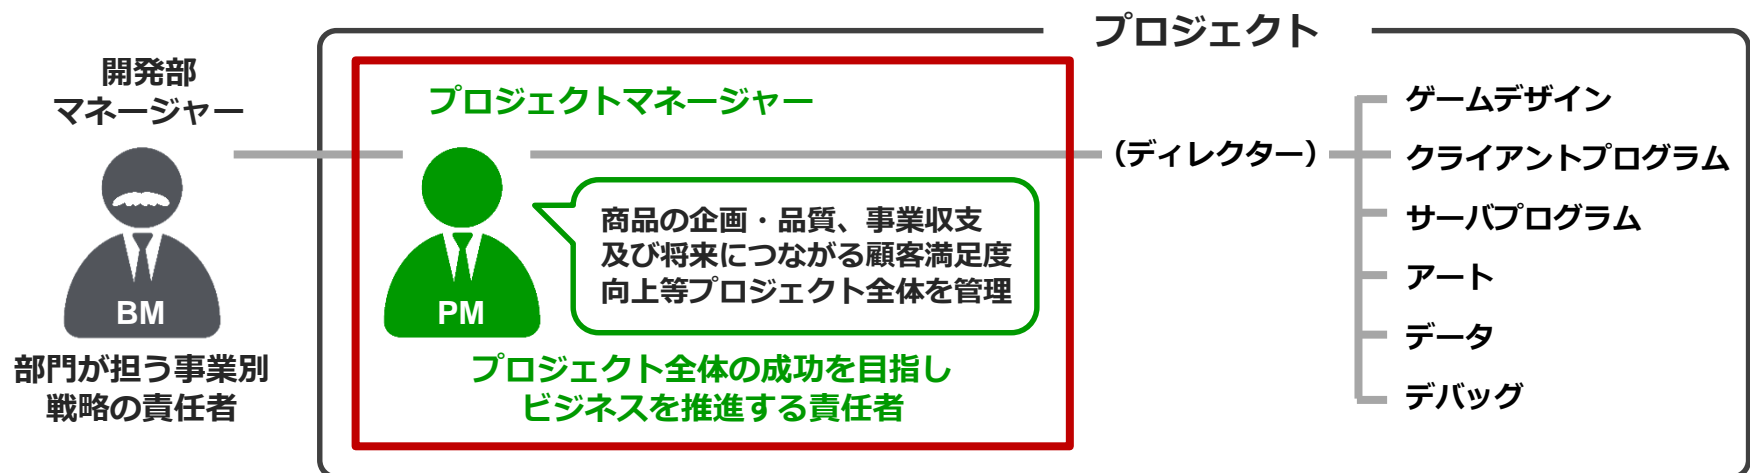 プロジェクト
開発部
マネージャー
BM
部門が担う事業別
戦略の責任者
プロジェクトマネージャー
PM
商品の企画・品質、事業収支
及び将来につながる顧客満足度
向上等プロジェクト全体を管理
プロジェクト全体の成功を目指し
ビジネスを推進する責任者
（ディレクター）
ゲームデザイン
クライアントプログラム
サーバプログラム
アート
データ
デバッグ